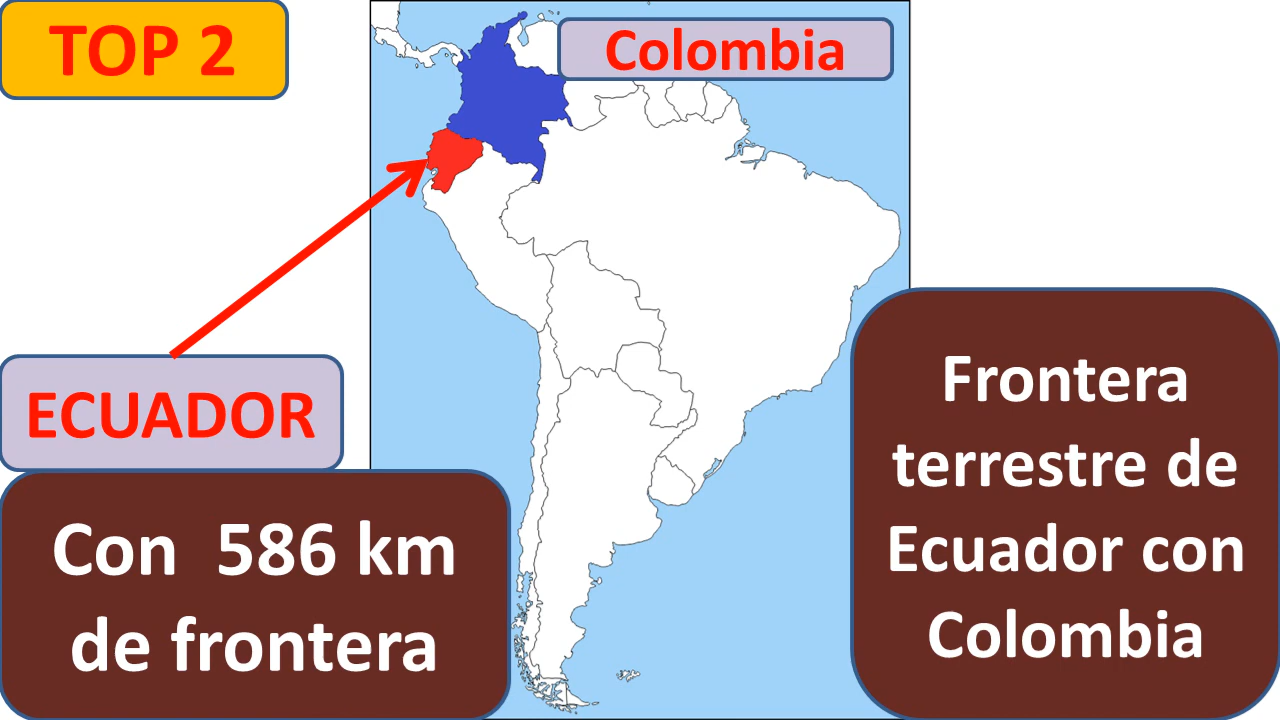 TOP 2
Colombia
ECUADOR
Con 586 km
de frontera
Frontera
terrestre de
Ecuador con
Colombia